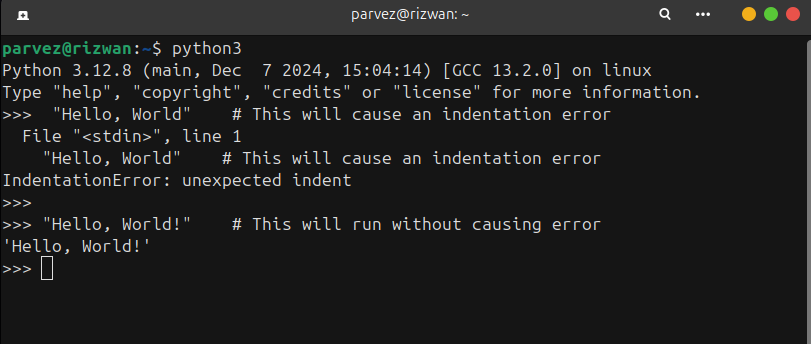 parvez@rizwan: ~
parvez@rizwan:~$ python3
Python 3.12.8 (main, Dec  7 2024, 15:04:14) [GCC 13.2.0] on linux
Type "help", "copyright", "credits" or "license" for more information.
>>>  "Hello, World"    # This will cause an indentation error
  File "<stdin>", line 1
    "Hello, World"    # This will cause an indentation error
IndentationError: unexpected indent
>>>
>>> "Hello, World!"    # This will run without causing error
'Hello, World!'
>>>